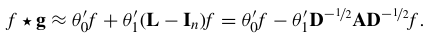 f ⋆ g ≈ θ′₀f + θ′₁(L − Iₙ)f = θ′₀f − θ′₁D^{−1/2}AD^{−1/2}f.